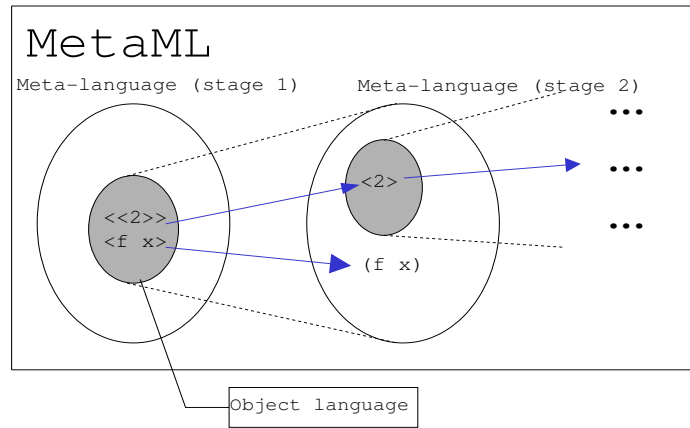 MetaML
Meta-language (stage 1)
Meta-language (stage 2)
...
<2>
...
<<2>>
<f x>
...
(f x)
Object language